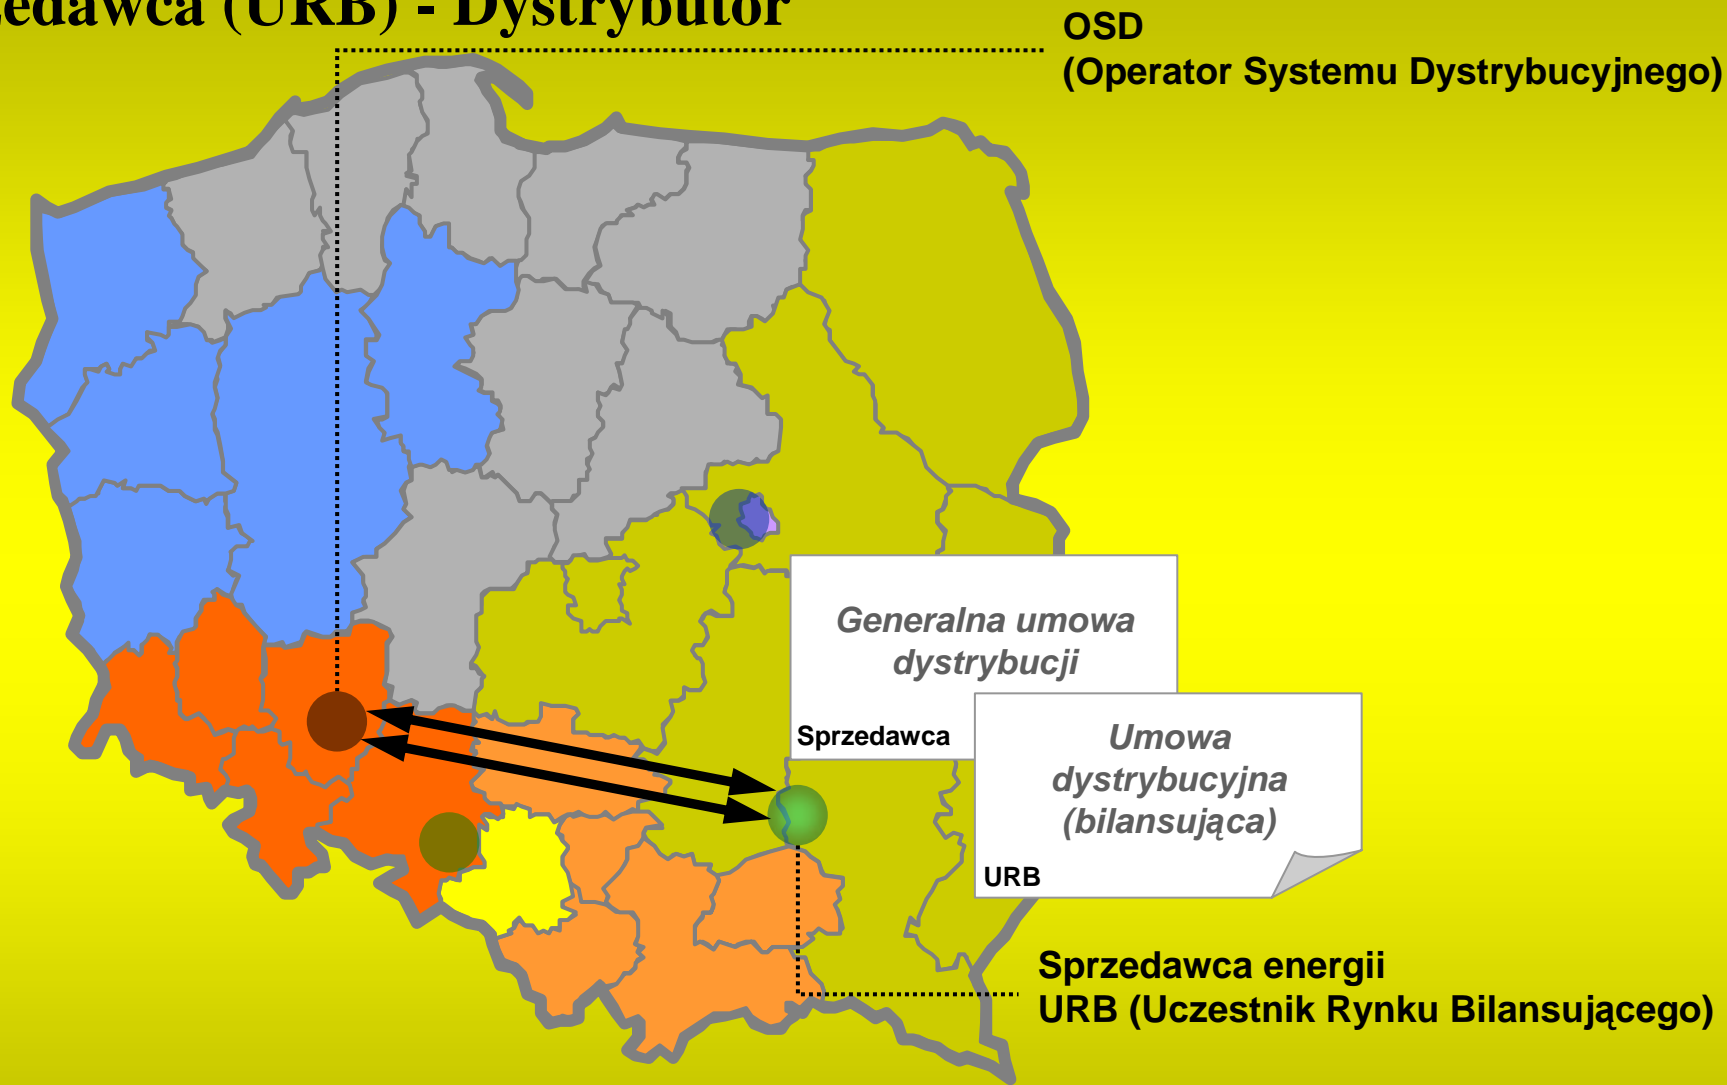 (URB) - Dystrybutor
OSD
(Operator Systemu Dystrybucyjnego)
Generalna umowa
dystrybucji
Sprzedawca
Umowa
dystrybucyjna
(bilansująca)
URB
Sprzedawca energii
URB (Uczestnik Rynku Bilansującego)